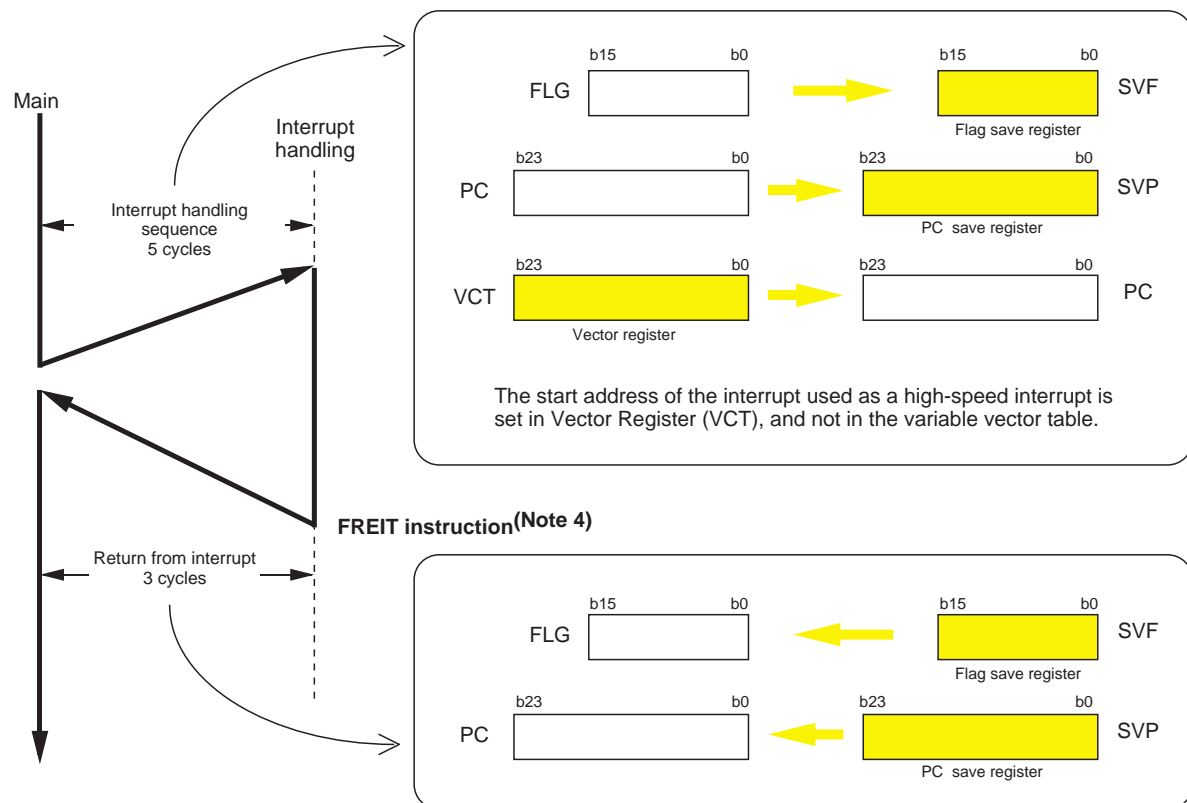 Main
Interrupt
handling
Interrupt handling
sequence
5 cycles
b15 b0 b15 b0
FLG SVF
Flag save register
b23 b0 b23 b0
PC SVP
PC save register
b23 b0 b23 b0
VCT PC
Vector register
The start address of the interrupt used as a high-speed interrupt is
set in Vector Register (VCT), and not in the variable vector table.
FREIT instruction(Note 4)
Return from interrupt
3 cycles
b15 b0 b15 b0
FLG SVF
Flag save register
b23 b0 b23 b0
PC SVP
PC save register